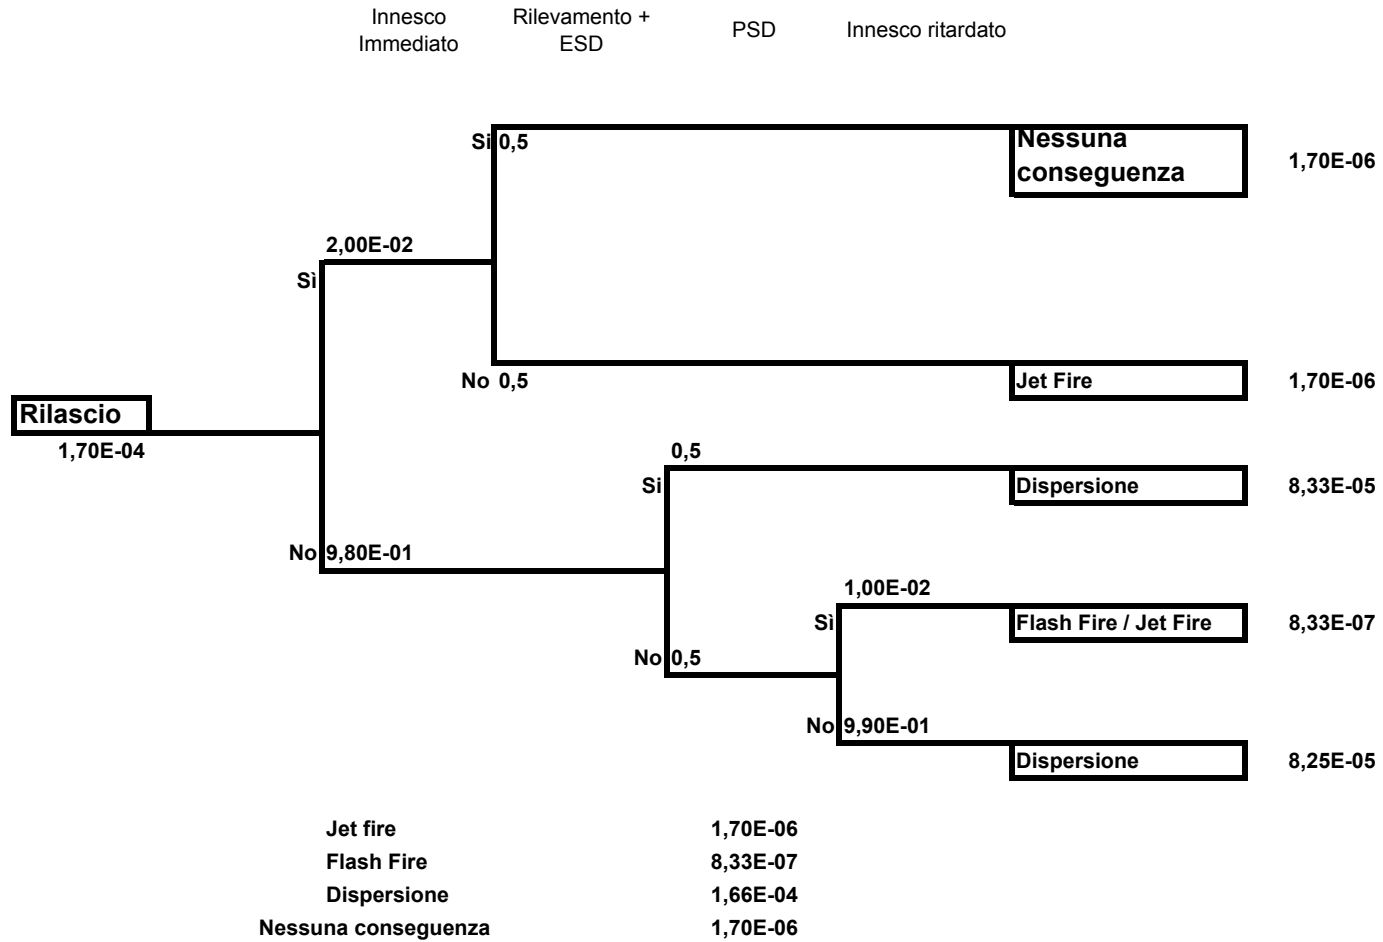 Innesco
Immediato
Rilevamento +
ESD
PSD
Innesco ritardato
Si 0,5
Nessuna
conseguenza
1,70E-06
2,00E-02
Sì
No 0,5
Jet Fire
1,70E-06
Rilascio
1,70E-04
0,5
Si
Dispersione
8,33E-05
No 9,80E-01
1,00E-02
Sì
Flash Fire / Jet Fire
8,33E-07
No 0,5
No 9,90E-01
Dispersione
8,25E-05
Jet fire 1,70E-06
Flash Fire 8,33E-07
Dispersione 1,66E-04
Nessuna conseguenza 1,70E-06